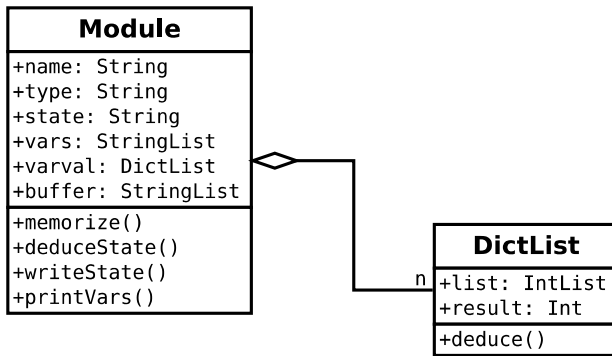 Module
+name: String
+type: String
+state: String
+vars: StringList
+varval: DictList
+buffer: StringList
+memorize()
+deduceState()
+writeState()
+printVars()
n
DictList
+list: IntList
+result: Int
+deduce()